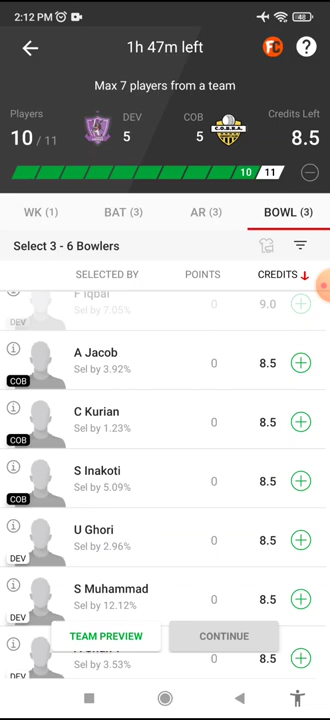 2:12 PM 48
1h 47m left FC ?
Max 7 players from a team
Players DEV COB Credits Left
10 / 11 5 5 C.O.B.R.A. 8.5
10 11
WK (1) BAT (3) AR (3) BOWL (3)
Select 3 - 6 Bowlers
SELECTED BY POINTS CREDITS
F Iqbal
Sel by 7.05% 0 9.0
DEV
A Jacob
Sel by 3.92% 0 8.5
COB
C Kurian
Sel by 1.23% 0 8.5
COB
S Inakoti
Sel by 5.09% 0 8.5
COB
U Ghori
Sel by 2.96% 0 8.5
DEV
S Muhammad
Sel by 12.12% 0 8.5
DEV
TEAM PREVIEW CONTINUE
Sel by 3.53% 0 8.5
DEV